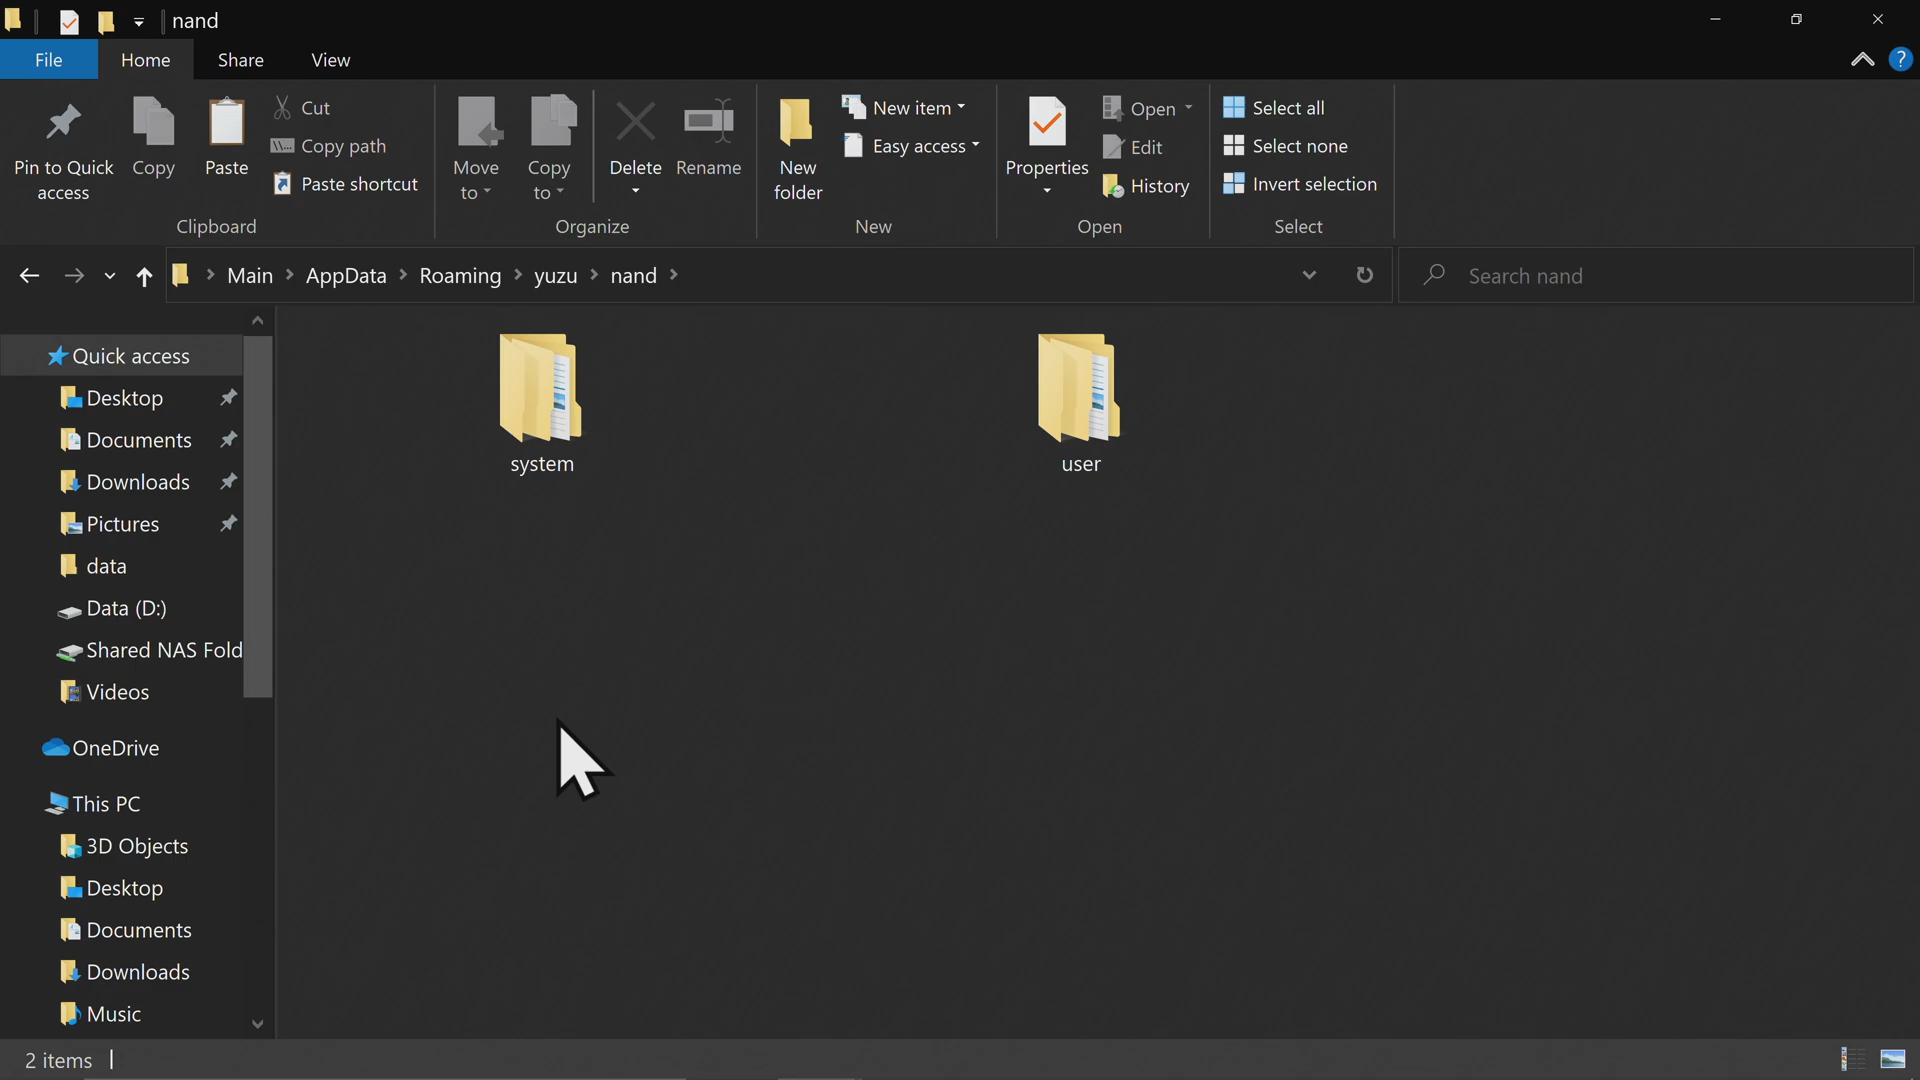 nand
File Home Share View
?
Pin to Quick access
Copy
Paste
Cut
Copy path
Paste shortcut
Clipboard
Move to
Copy to
Delete
Rename
Organize
New folder
New item
Easy access
New
Properties
Open
Edit
History
Open
Select all
Select none
Invert selection
Select
Main AppData Roaming yuzu nand
Search nand
Quick access
Desktop
Documents
Downloads
Pictures
data
Data (D:)
Shared NAS Fold
Videos
OneDrive
This PC
3D Objects
Desktop
Documents
Downloads
Music
system
user
2 items